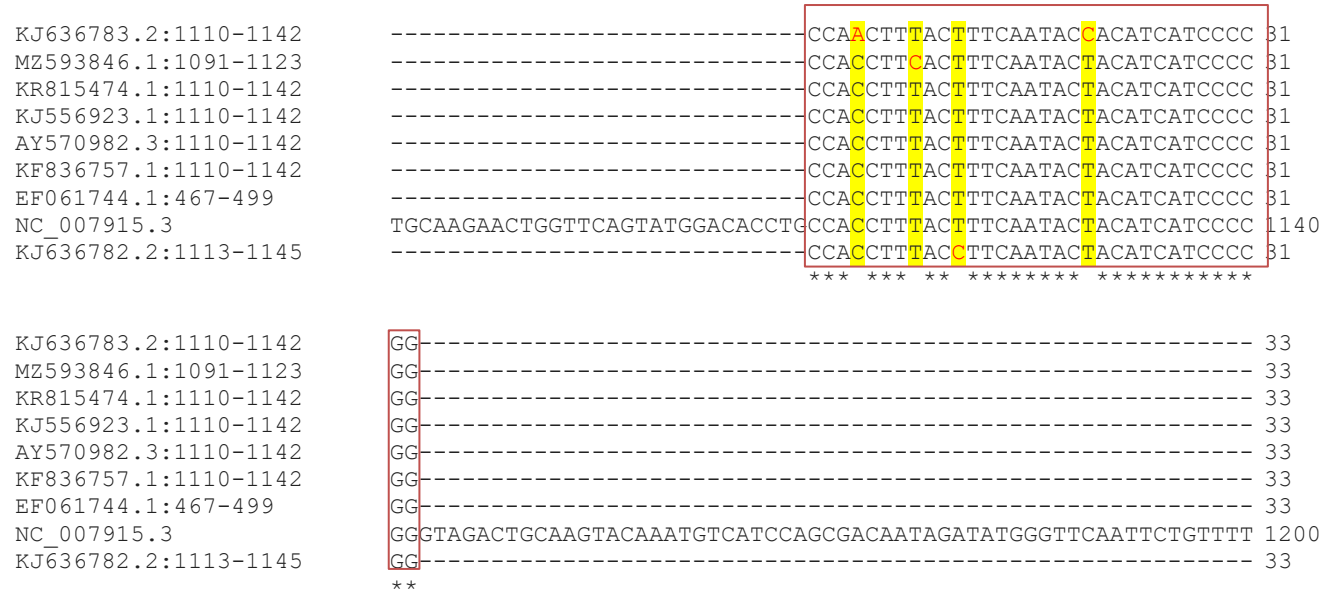 KJ636783.2:1110-1142      -----------------------------CCAACTTTACTTTCAATACCACATCATCCCC 31
MZ593846.1:1091-1123      -----------------------------CCACCTTCACTTTCAATACTACATCATCCCC 31
KR815474.1:1110-1142      -----------------------------CCACCTTTACTTTCAATACTACATCATCCCC 31
KJ556923.1:1110-1142      -----------------------------CCACCTTTACTTTCAATACTACATCATCCCC 31
AY570982.3:1110-1142      -----------------------------CCACCTTTACTTTCAATACTACATCATCCCC 31
KF836757.1:1110-1142      -----------------------------CCACCTTTACTTTCAATACTACATCATCCCC 31
EF061744.1:467-499        -----------------------------CCACCTTTACTTTCAATACTACATCATCCCC 31
NC_007915.3               TGCAAGAACTGGTTCAGTATGGACACCTGCCACCTTTACTTTCAATACTACATCATCCCC 1140
KJ636782.2:1113-1145      -----------------------------CCACCTTTACCTTCAATACTACATCATCCCC 31
                                                       *** *** ** ******** ***********
KJ636783.2:1110-1142      GG---------------------------------------------------------- 33
MZ593846.1:1091-1123      GG---------------------------------------------------------- 33
KR815474.1:1110-1142      GG---------------------------------------------------------- 33
KJ556923.1:1110-1142      GG---------------------------------------------------------- 33
AY570982.3:1110-1142      GG---------------------------------------------------------- 33
KF836757.1:1110-1142      GG---------------------------------------------------------- 33
EF061744.1:467-499        GG---------------------------------------------------------- 33
NC_007915.3               GGGTAGACTGCAAGTACAAATGTCATCCAGCGACAATAGATATGGGTTCAATTCTGTTTT 1200
KJ636782.2:1113-1145      GG---------------------------------------------------------- 33
                          **